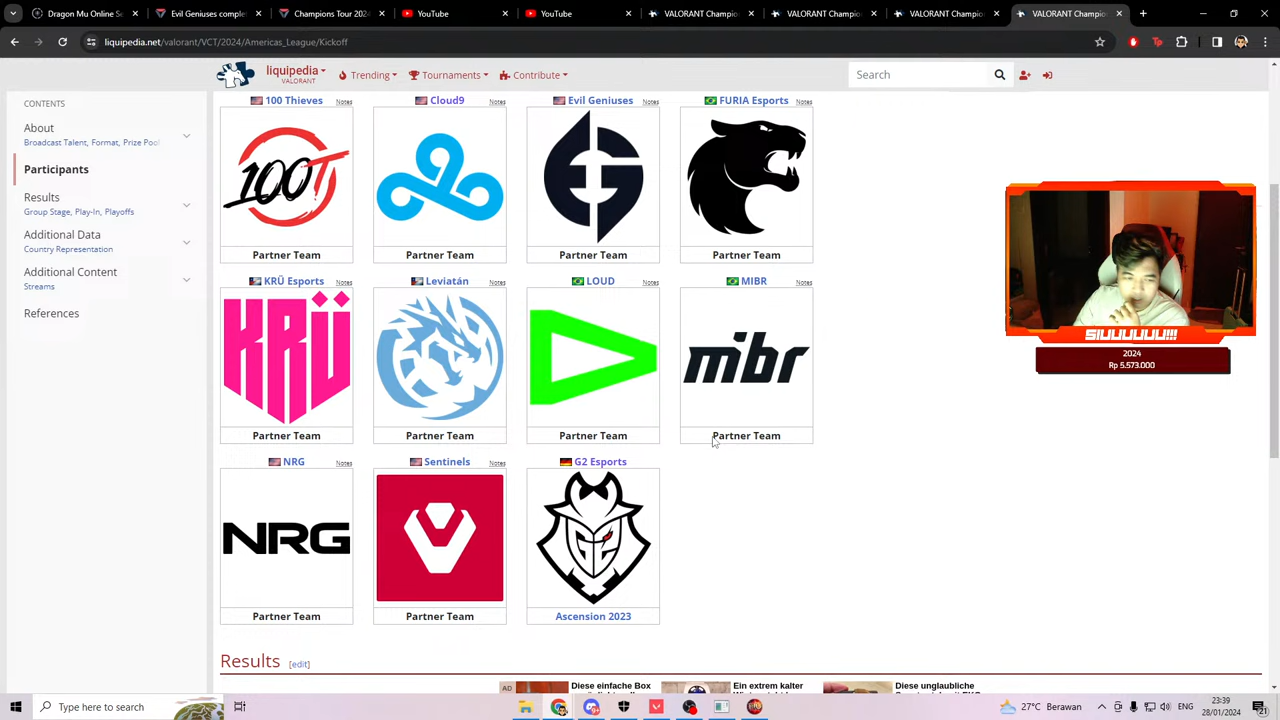 Dragon Mu Online Se
Evil Geniuses comple
Champions Tour 202
YouTube
YouTube
VALORANT Champio
VALORANT Champio
VALORANT Champio
VALORANT Champio
liquipedia.net/valorant/VCT/2024/Americas_League/Kickoff
liquipedia
VALORANT
Trending
Tournaments
Contribute
Search
CONTENTS
About
Broadcast Talent, Format, Prize Pool
Participants
Results
Group Stage, Play-In, Playoffs
Additional Data
Country Representation
Additional Content
Streams
References
100 Thieves Notes
Cloud9 Notes
Evil Geniuses Notes
FURIA Esports Notes
100T
EG
Partner Team
Partner Team
Partner Team
Partner Team
KRÜ Esports Notes
Leviatán Notes
LOUD Notes
MIBR Notes
KRÜ
mibr
Partner Team
Partner Team
Partner Team
Partner Team
NRG Notes
Sentinels Notes
G2 Esports
NRG
G2
Partner Team
Partner Team
Ascension 2023
Results [edit]
AD
Diese einfache Box
Ein extrem kalter
Diese unglaubliche
SIUUUUUU!!!
2024
Rp 5.573.000
Type here to search
27°C Berawan
ENG
23:39
28/01/2024
21